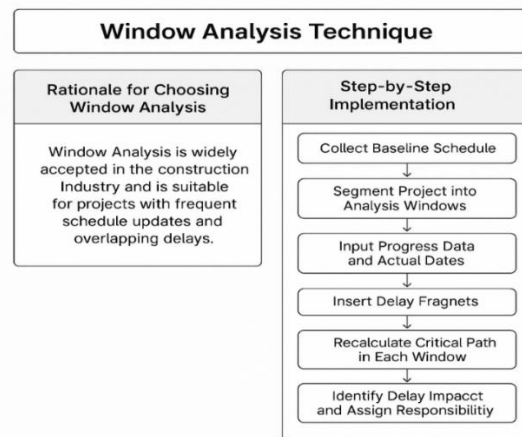 Window Analysis Technique
Rationale for Choosing
Window Analysis
Window Analysis is widely
accepted in the construction
Industry and is suitable
for projects with frequent
schedule updates and
overlapping delays.
Step-by-Step
Implementation
Collect Baseline Schedule
Segment Project into
Analysis Windows
Input Progress Data
and Actual Dates
Insert Delay Fragnets
Recalculate Critical Path
in Each Window
Identify Delay Impacct
and Assign Responsibilitiy